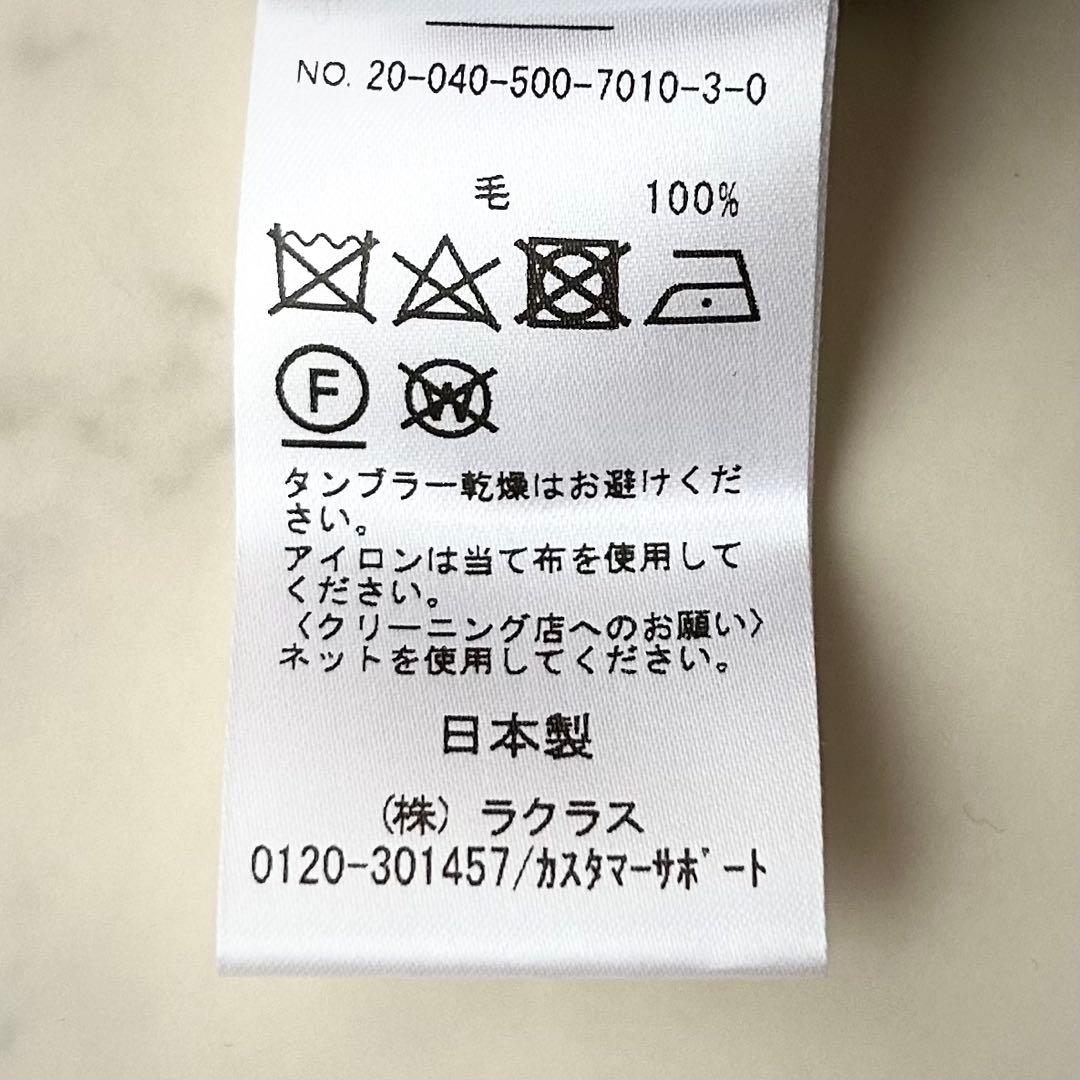 NO. 20-040-500-7010-3-0
毛 100%
F
W
タンブラー乾燥はお避けくだ
さい。
アイロンは当て布を使用して
ください。
〈クリーニング店へのお願い〉
ネットを使用してください。
日本製
(株) ラクラス
0120-301457/ｶｽﾀﾏｰｻﾎﾟｰﾄ